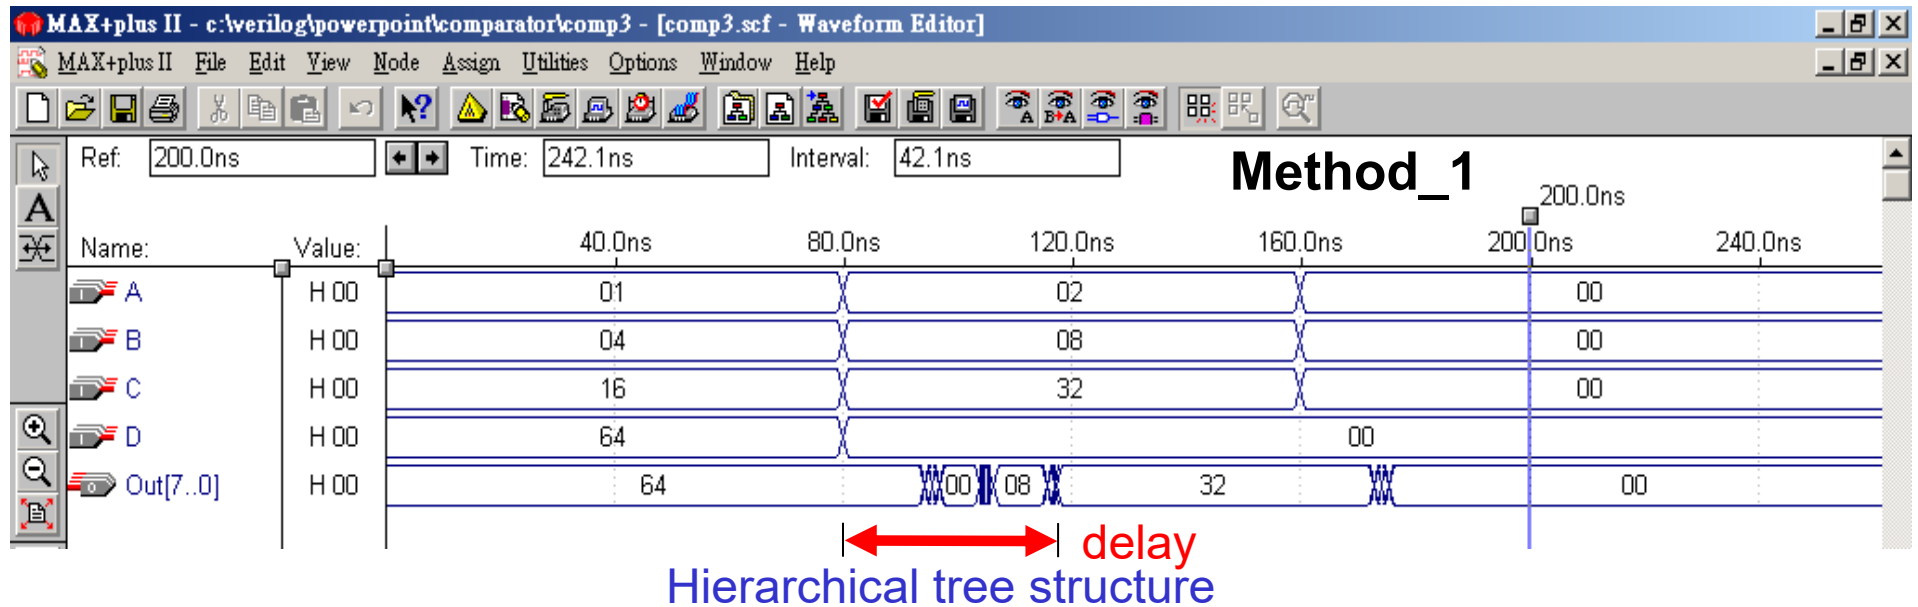 MAX+plus II - c:\verilog\powerpoint\comparator\comp3 - [comp3.scf - Waveform Editor]
MAX+plus II File Edit View Node Assign Utilities Options Window Help
Ref: 200.0ns Time: 242.1ns Interval: 42.1ns Method_1
200.0ns
Name: Value: 40.0ns 80.0ns 120.0ns 160.0ns 200.0ns 240.0ns
A H 00 01 02 00
B H 00 04 08 00
C H 00 16 32 00
D H 00 64 00
Out[7..0] H 00 64 00 08 32 00
delay
Hierarchical tree structure